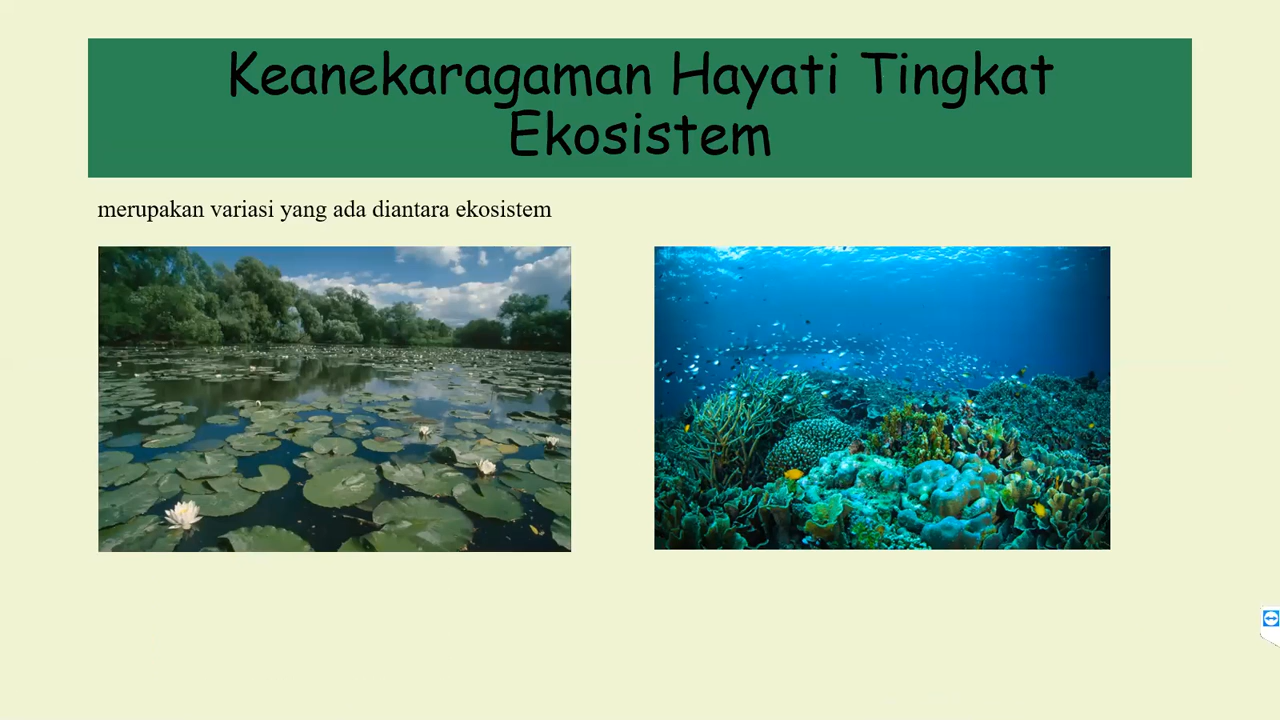 Keanekaragaman Hayati Tingkat
Ekosistem
merupakan variasi yang ada diantara ekosistem